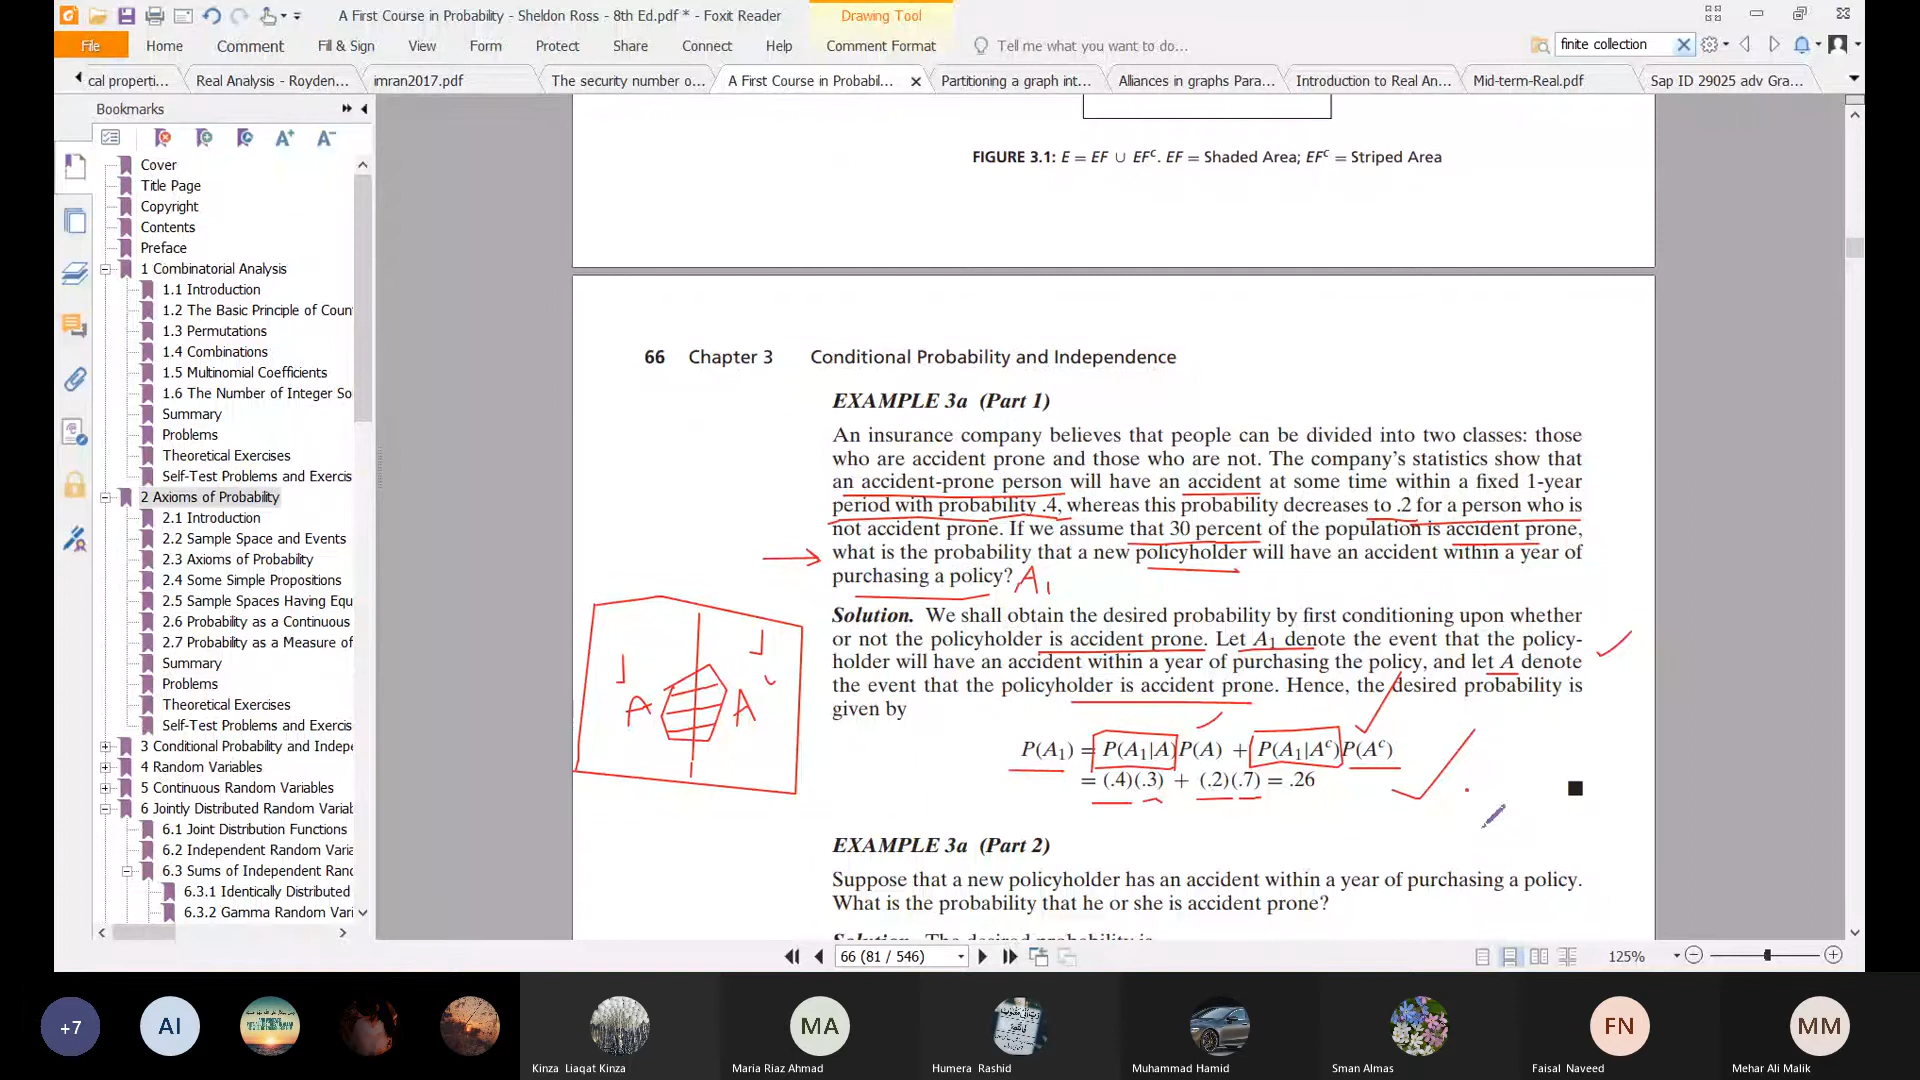 A First Course in Probability - Sheldon Ross - 8th Ed.pdf * - Foxit Reader
Drawing Tool
File
Home
Comment
Fill & Sign
View
Form
Protect
Share
Connect
Help
Comment Format
Tell me what you want to do...
finite collection
cal properti...
Real Analysis - Royden...
imran2017.pdf
The security number o...
A First Course in Probabil...
Partitioning a graph int...
Alliances in graphs Para...
Introduction to Real An...
Mid-term-Real.pdf
Sap ID 29025 adv Gra...
Bookmarks
Cover
Title Page
Copyright
Contents
Preface
1 Combinatorial Analysis
1.1 Introduction
1.2 The Basic Principle of Coun
1.3 Permutations
1.4 Combinations
1.5 Multinomial Coefficients
1.6 The Number of Integer So
Summary
Problems
Theoretical Exercises
Self-Test Problems and Exercis
2 Axioms of Probability
2.1 Introduction
2.2 Sample Space and Events
2.3 Axioms of Probability
2.4 Some Simple Propositions
2.5 Sample Spaces Having Equ
2.6 Probability as a Continuous
2.7 Probability as a Measure of
Summary
Problems
Theoretical Exercises
Self-Test Problems and Exercis
3 Conditional Probability and Indepe
4 Random Variables
5 Continuous Random Variables
6 Jointly Distributed Random Variab
6.1 Joint Distribution Functions
6.2 Independent Random Varia
6.3 Sums of Independent Ranc
6.3.1 Identically Distributed
6.3.2 Gamma Random Vari
FIGURE 3.1: E = EF ∪ EFᶜ. EF = Shaded Area; EFᶜ = Striped Area
66 Chapter 3 Conditional Probability and Independence
EXAMPLE 3a (Part 1)
An insurance company believes that people can be divided into two classes: those
who are accident prone and those who are not. The company's statistics show that
an accident-prone person will have an accident at some time within a fixed 1-year
period with probability .4, whereas this probability decreases to .2 for a person who is
not accident prone. If we assume that 30 percent of the population is accident prone,
what is the probability that a new policyholder will have an accident within a year of
purchasing a policy? A₁
Solution. We shall obtain the desired probability by first conditioning upon whether
or not the policyholder is accident prone. Let A₁ denote the event that the policy-
holder will have an accident within a year of purchasing the policy, and let A denote
the event that the policyholder is accident prone. Hence, the desired probability is
given by
A A
P(A₁) = P(A₁|A)P(A) + P(A₁|Aᶜ)P(Aᶜ)
= (.4)(.3) + (.2)(.7) = .26
EXAMPLE 3a (Part 2)
Suppose that a new policyholder has an accident within a year of purchasing a policy.
What is the probability that he or she is accident prone?
Solution. The desired probability is
66 (81 / 546)
125%
+7
AI
MA
FN
MM
Kinza Liaqat Kinza
Maria Riaz Ahmad
Humera Rashid
Muhammad Hamid
Sman Almas
Faisal Naveed
Mehar Ali Malik